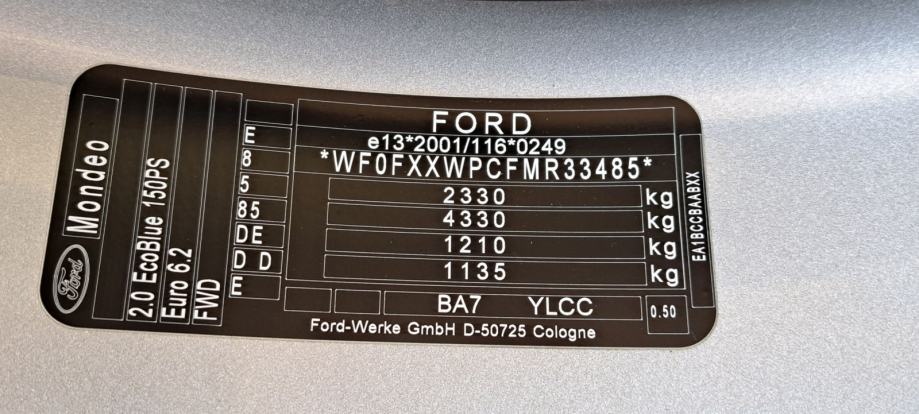 Ford
Mondeo
2.0 EcoBlue 150PS
Euro 6.2
FWD
E
8
5
85
DE
D D
E
FORD
e13*2001/116*0249
*WF0FXXWPCFMR33485*
2330 kg
4330 kg
1210 kg
1135 kg
BA7 YLCC
0.50
EA1BCCBAABXX
Ford-Werke GmbH D-50725 Cologne